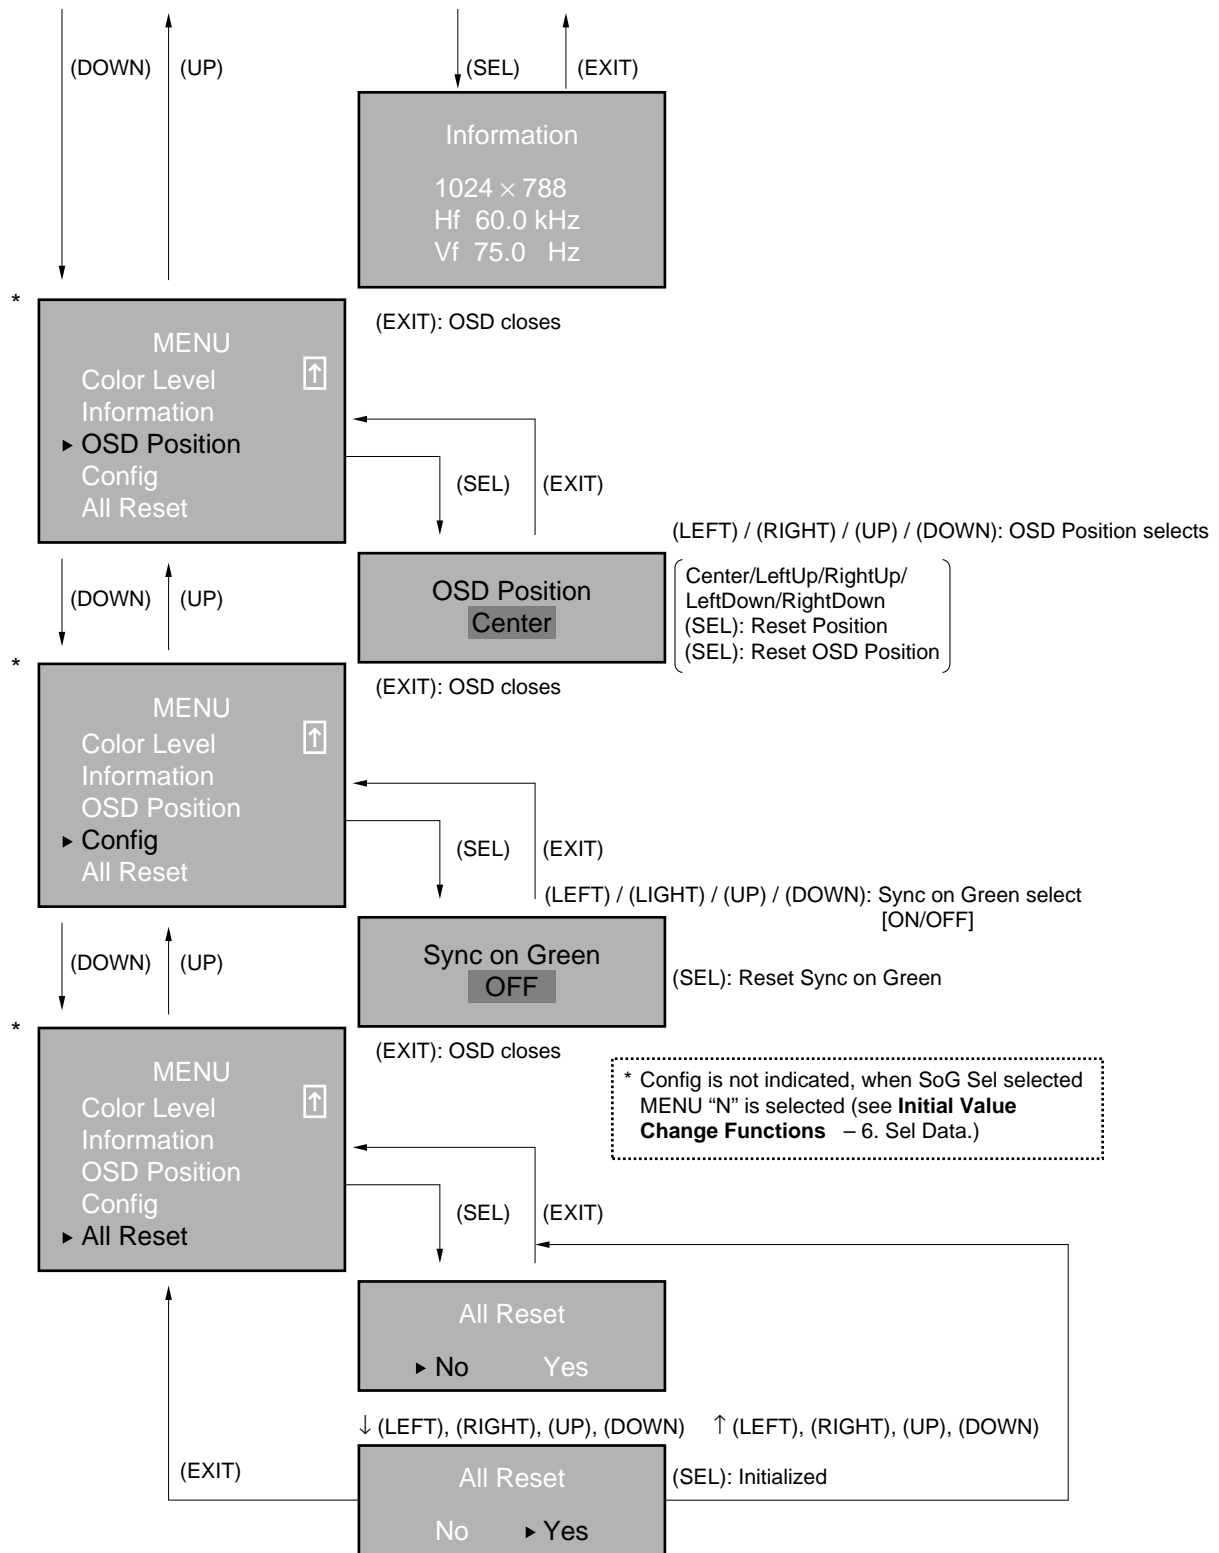 (DOWN) (UP) (SEL) (EXIT)
Information
1024 × 788
Hf 60.0 kHz
Vf 75.0 Hz
(EXIT): OSD closes
*
MENU
Color Level ↑
Information
▸ OSD Position
Config
All Reset
(SEL) (EXIT)
(LEFT) / (RIGHT) / (UP) / (DOWN): OSD Position selects
OSD Position
Center
Center/LeftUp/RightUp/
LeftDown/RightDown
(SEL): Reset Position
(SEL): Reset OSD Position
(EXIT): OSD closes
(DOWN) (UP)
*
MENU
Color Level ↑
Information
OSD Position
▸ Config
All Reset
(SEL) (EXIT)
(LEFT) / (LIGHT) / (UP) / (DOWN): Sync on Green select
[ON/OFF]
Sync on Green
OFF
(SEL): Reset Sync on Green
(EXIT): OSD closes
(DOWN) (UP)
*
MENU
Color Level ↑
Information
OSD Position
Config
▸ All Reset
* Config is not indicated, when SoG Sel selected
MENU “N” is selected (see Initial Value
Change Functions – 6. Sel Data.)
(SEL) (EXIT)
All Reset
▸ No Yes
↓ (LEFT), (RIGHT), (UP), (DOWN) ↑ (LEFT), (RIGHT), (UP), (DOWN)
(EXIT)
All Reset
No ▸ Yes
(SEL): Initialized